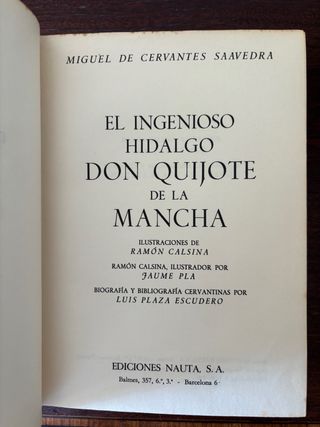 MIGUEL DE CERVANTES SAAVEDRA
EL INGENIOSO
HIDALGO
DON QUIJOTE
DE LA
MANCHA
ILUSTRACIONES DE
RAMÓN CALSINA
RAMÓN CALSINA, ILUSTRADOR POR
JAUME PLA
BIOGRAFÍA Y BIBLIOGRAFÍA CERVANTINAS POR
LUIS PLAZA ESCUDERO
EDICIONES NAUTA, S. A.
Balmes, 357, 6.º, 3.ª - Barcelona 6